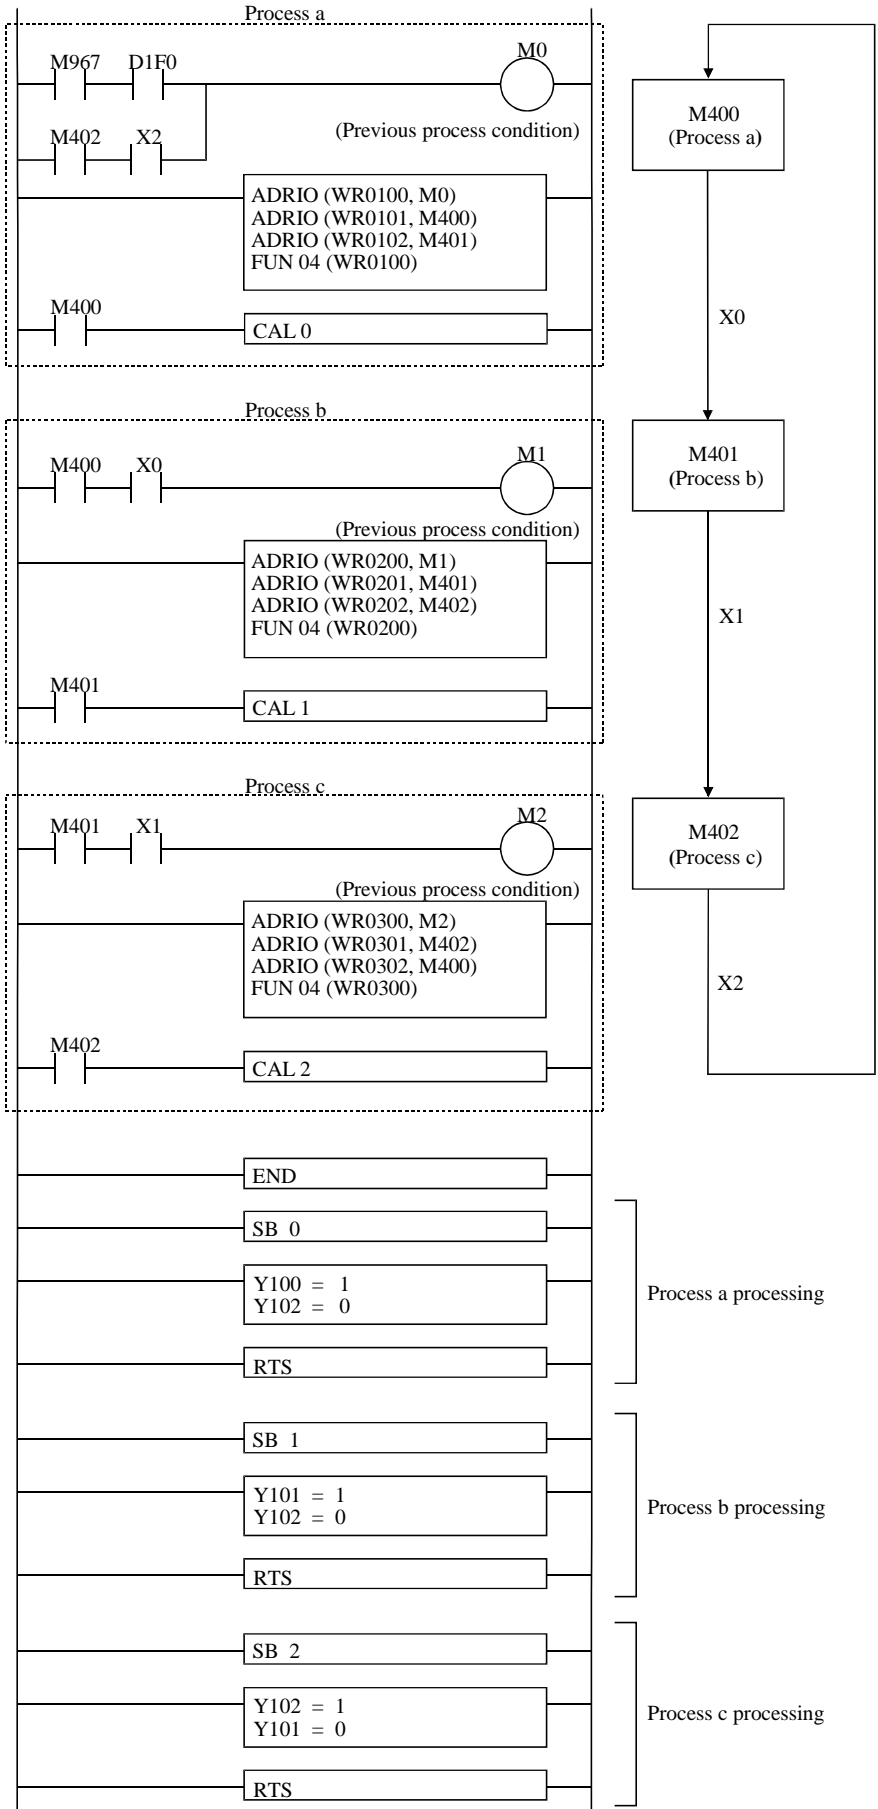 Process a
M967 D1F0 M0
(Previous process condition)
M402 X2
ADRIO (WR0100, M0)
ADRIO (WR0101, M400)
ADRIO (WR0102, M401)
FUN 04 (WR0100)
M400
CAL 0
M400
(Process a)
X0
Process b
M400 X0 M1
(Previous process condition)
ADRIO (WR0200, M1)
ADRIO (WR0201, M401)
ADRIO (WR0202, M402)
FUN 04 (WR0200)
M401
CAL 1
M401
(Process b)
X1
Process c
M401 X1 M2
(Previous process condition)
ADRIO (WR0300, M2)
ADRIO (WR0301, M402)
ADRIO (WR0302, M400)
FUN 04 (WR0300)
M402
CAL 2
M402
(Process c)
X2
END
SB 0
Y100 = 1
Y102 = 0
RTS
Process a processing
SB 1
Y101 = 1
Y102 = 0
RTS
Process b processing
SB 2
Y102 = 1
Y101 = 0
RTS
Process c processing